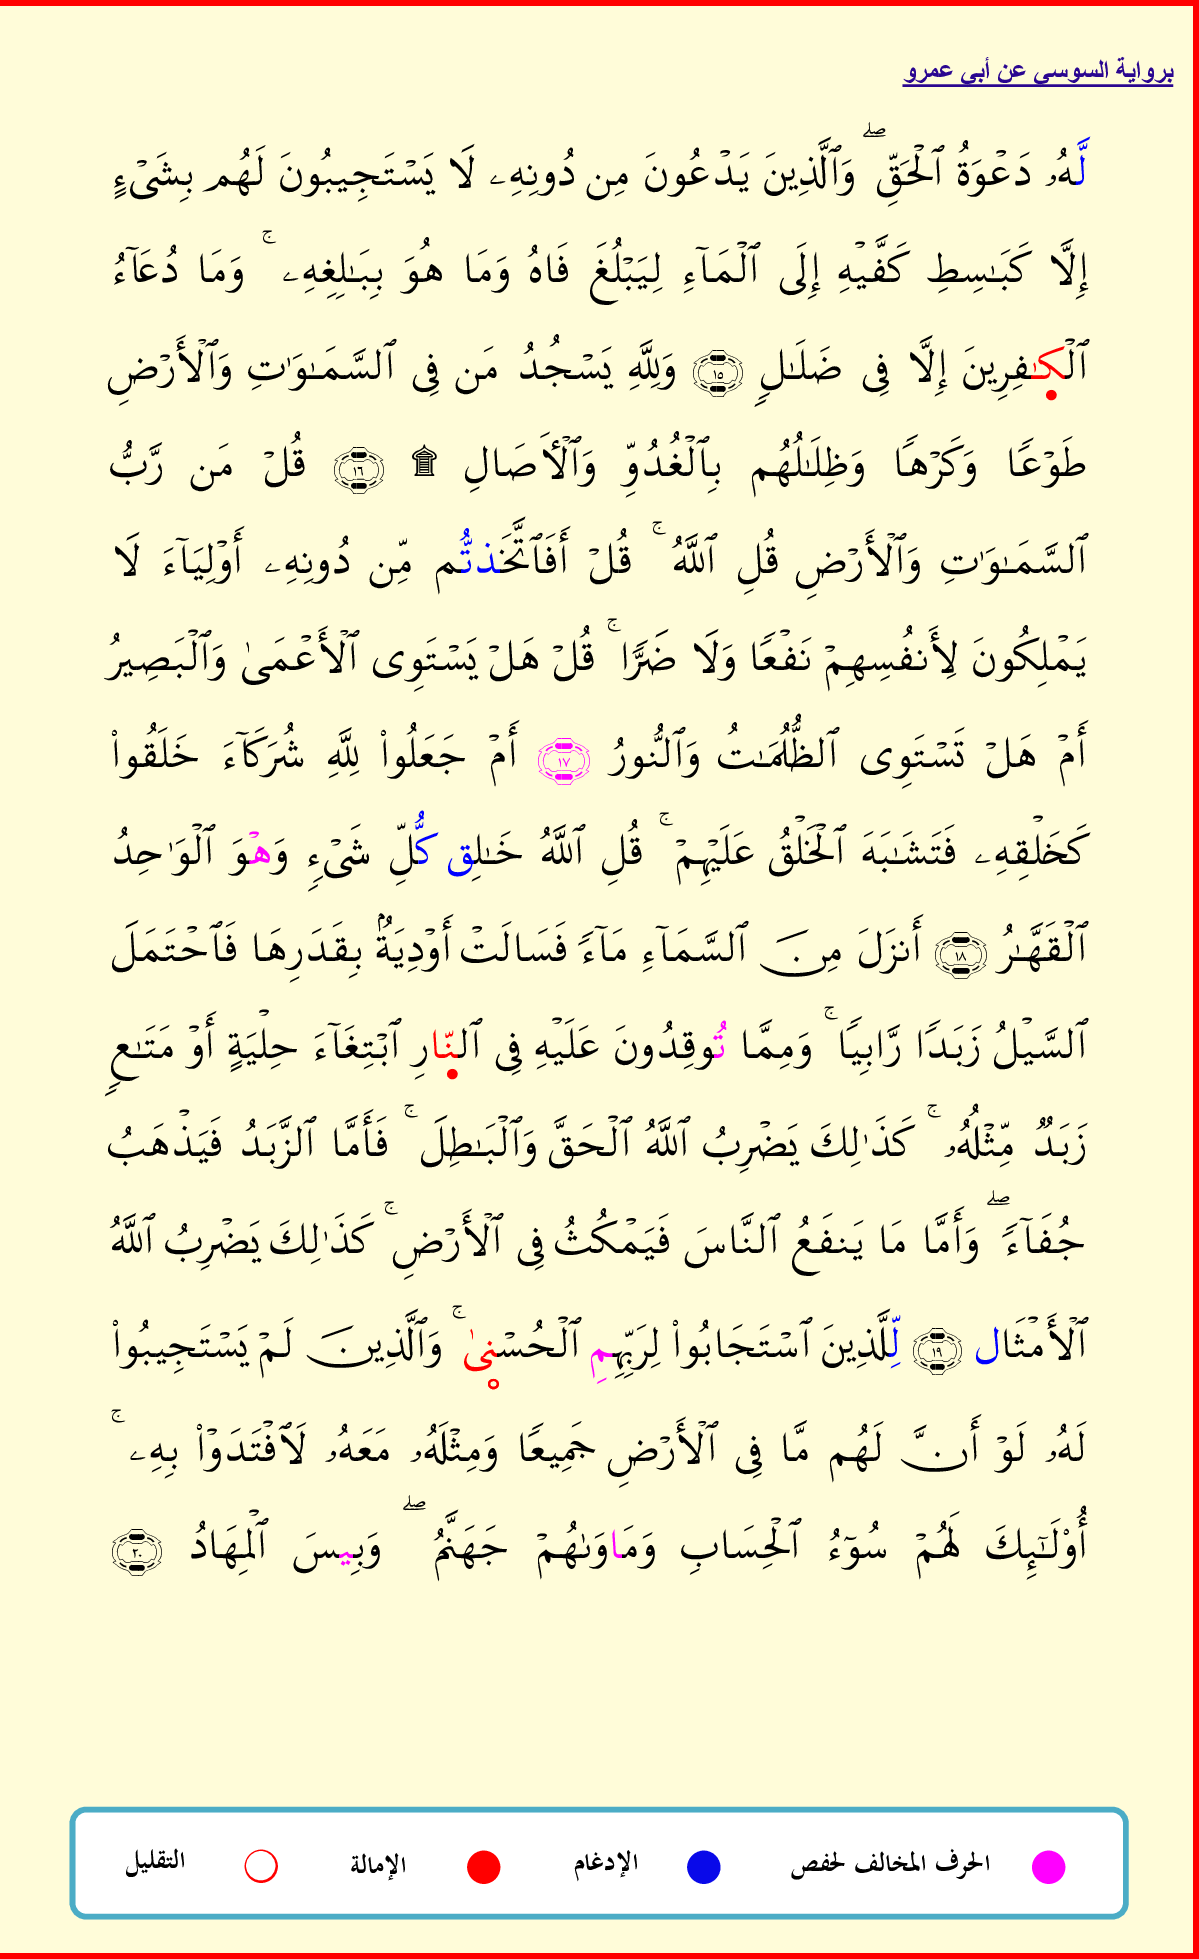 برواية السوسي عن أبي عمرو
لَّهُۥ دَعْوَةُ ٱلْحَقِّ ۖ وَٱلَّذِينَ يَدْعُونَ مِن دُونِهِۦ لَا يَسْتَجِيبُونَ لَهُم بِشَىْءٍ
إِلَّا كَبَـٰسِطِ كَفَّيْهِ إِلَى ٱلْمَآءِ لِيَبْلُغَ فَاهُ وَمَا هُوَ بِبَـٰلِغِهِۦ ۚ وَمَا دُعَآءُ
ٱلْكَـٰفِرِينَ إِلَّا فِى ضَلَـٰلٍ ١٥ وَلِلَّهِ يَسْجُدُ مَن فِى ٱلسَّمَـٰوَٰتِ وَٱلْأَرْضِ
طَوْعًا وَكَرْهًا وَظِلَـٰلُهُم بِٱلْغُدُوِّ وَٱلْـَٔاصَالِ ۩ ١٦ قُلْ مَن رَّبُّ
ٱلسَّمَـٰوَٰتِ وَٱلْأَرْضِ قُلِ ٱللَّهُ ۚ قُلْ أَفَٱتَّخَذتُّم مِّن دُونِهِۦ أَوْلِيَآءَ لَا
يَمْلِكُونَ لِأَنفُسِهِمْ نَفْعًا وَلَا ضَرًّا ۚ قُلْ هَلْ يَسْتَوِى ٱلْأَعْمَىٰ وَٱلْبَصِيرُ
أَمْ هَلْ تَسْتَوِى ٱلظُّلُمَـٰتُ وَٱلنُّورُ ١٧ أَمْ جَعَلُوا۟ لِلَّهِ شُرَكَآءَ خَلَقُوا۟
كَخَلْقِهِۦ فَتَشَـٰبَهَ ٱلْخَلْقُ عَلَيْهِمْ ۚ قُلِ ٱللَّهُ خَـٰلِق كُّلِّ شَىْءٍ وَهْوَ ٱلْوَٰحِدُ
ٱلْقَهَّـٰرُ ١٨ أَنزَلَ مِنَ ٱلسَّمَآءِ مَآءً فَسَالَتْ أَوْدِيَةٌۢ بِقَدَرِهَا فَٱحْتَمَلَ
ٱلسَّيْلُ زَبَدًا رَّابِيًا ۚ وَمِمَّا تُوقِدُونَ عَلَيْهِ فِى ٱلنِّارِ ٱبْتِغَآءَ حِلْيَةٍ أَوْ مَتَـٰعٍ
زَبَدٌ مِّثْلُهُۥ ۚ كَذَٰلِكَ يَضْرِبُ ٱللَّهُ ٱلْحَقَّ وَٱلْبَـٰطِلَ ۚ فَأَمَّا ٱلزَّبَدُ فَيَذْهَبُ
جُفَآءً ۖ وَأَمَّا مَا يَنفَعُ ٱلنَّاسَ فَيَمْكُثُ فِى ٱلْأَرْضِ ۚ كَذَٰلِكَ يَضْرِبُ ٱللَّهُ
ٱلْأَمْثَال ١٩ لِّلَّذِينَ ٱسْتَجَابُوا۟ لِرَبِّهِمِ ٱلْحُسْنِىٰ ۚ وَٱلَّذِينَ لَمْ يَسْتَجِيبُوا۟
لَهُۥ لَوْ أَنَّ لَهُم مَّا فِى ٱلْأَرْضِ جَمِيعًا وَمِثْلَهُۥ مَعَهُۥ لَٱفْتَدَوْا۟ بِهِۦ ۚ
أُو۟لَـٰٓئِكَ لَهُمْ سُوٓءُ ٱلْحِسَابِ وَمَاوَىٰهُمْ جَهَنَّمُ ۖ وَبِيسَ ٱلْمِهَادُ ٢٠
الحرف المخالف لحفص الإدغام الإمالة التقليل